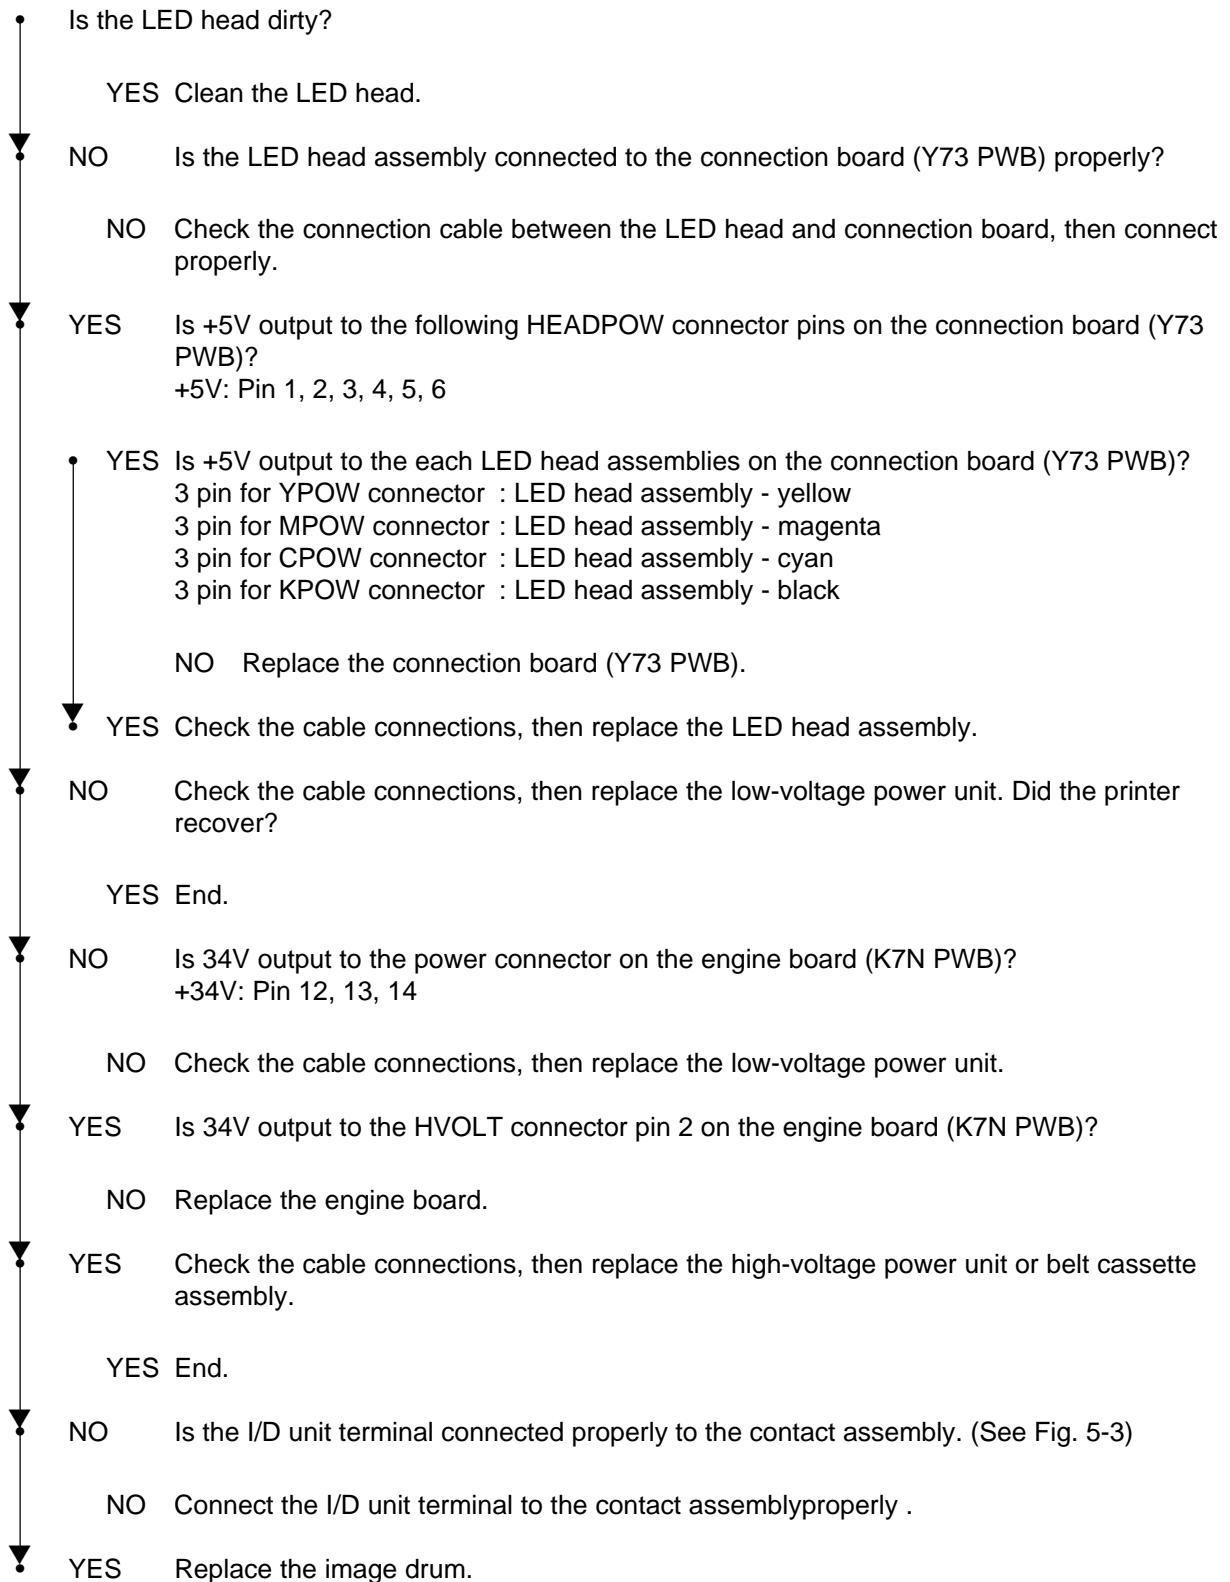 Is the LED head dirty?
YES Clean the LED head.
NO Is the LED head assembly connected to the connection board (Y73 PWB) properly?
NO Check the connection cable between the LED head and connection board, then connect
properly.
YES Is +5V output to the following HEADPOW connector pins on the connection board (Y73
PWB)?
+5V: Pin 1, 2, 3, 4, 5, 6
YES Is +5V output to the each LED head assemblies on the connection board (Y73 PWB)?
3 pin for YPOW connector : LED head assembly - yellow
3 pin for MPOW connector : LED head assembly - magenta
3 pin for CPOW connector : LED head assembly - cyan
3 pin for KPOW connector : LED head assembly - black
NO Replace the connection board (Y73 PWB).
YES Check the cable connections, then replace the LED head assembly.
NO Check the cable connections, then replace the low-voltage power unit. Did the printer
recover?
YES End.
NO Is 34V output to the power connector on the engine board (K7N PWB)?
+34V: Pin 12, 13, 14
NO Check the cable connections, then replace the low-voltage power unit.
YES Is 34V output to the HVOLT connector pin 2 on the engine board (K7N PWB)?
NO Replace the engine board.
YES Check the cable connections, then replace the high-voltage power unit or belt cassette
assembly.
YES End.
NO Is the I/D unit terminal connected properly to the contact assembly. (See Fig. 5-3)
NO Connect the I/D unit terminal to the contact assemblyproperly .
YES Replace the image drum.